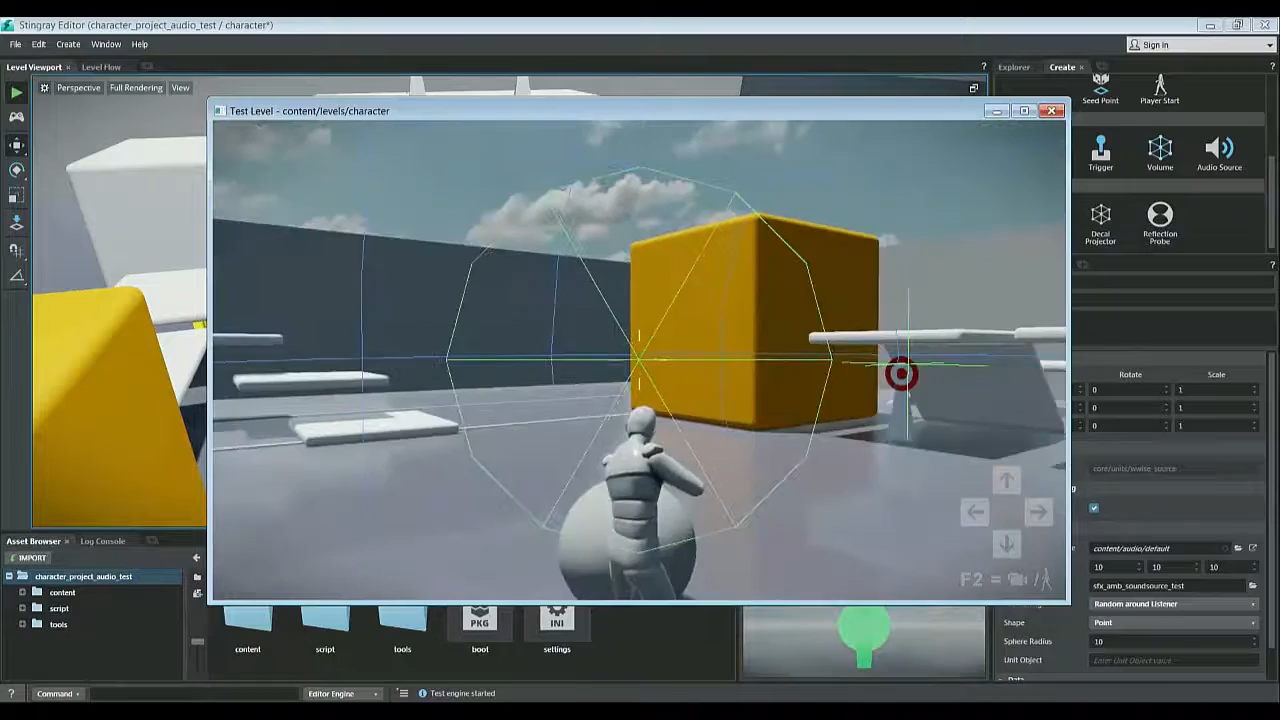 Stingray Editor (character_project_audio_test / character*)
File Edit Create Window Help
Sign in
Level Viewport Level Flow
Explorer Create
Perspective Full Rendering View
Seed Point Player Start
Test Level - content/levels/character
Trigger Volume Audio Source
Decal Projector Reflection Probe
Rotate Scale
0 1
0 1
0 1
core/units/wwise_source
content/audio/default
10 10 10
sfx_amb_soundsource_test
Random around Listener
Shape Point
Sphere Radius 10
Unit Object Enter Unit Object value...
F2 = /
Asset Browser Log Console
IMPORT
character_project_audio_test
content
script
tools
PKG INI
content script tools boot settings
? Command Editor Engine Test engine started